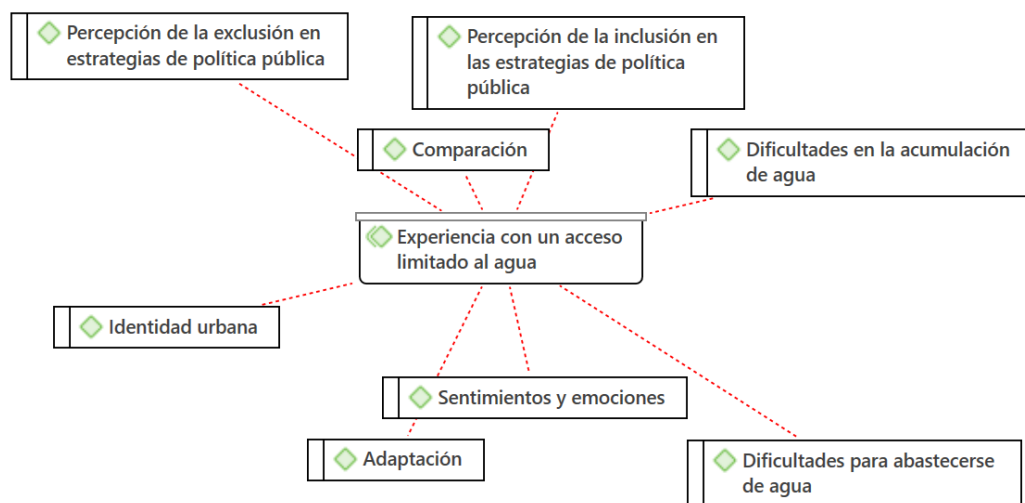 Percepción de la exclusión en
estrategias de política pública
Percepción de la inclusión en
las estrategias de política
pública
Comparación
Dificultades en la acumulación
de agua
Experiencia con un acceso
limitado al agua
Identidad urbana
Sentimientos y emociones
Adaptación
Dificultades para abastecerse
de agua